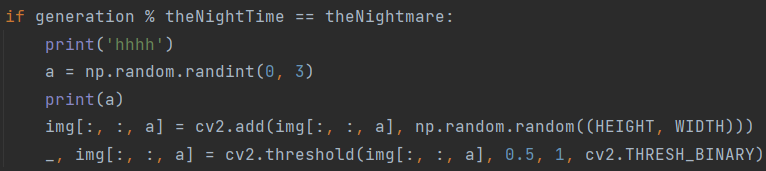 if generation % theNightTime == theNightmare:
    print('hhhh')
    a = np.random.randint(0, 3)
    print(a)
    img[:, :, a] = cv2.add(img[:, :, a], np.random.random((HEIGHT, WIDTH)))
    _, img[:, :, a] = cv2.threshold(img[:, :, a], 0.5, 1, cv2.THRESH_BINARY)